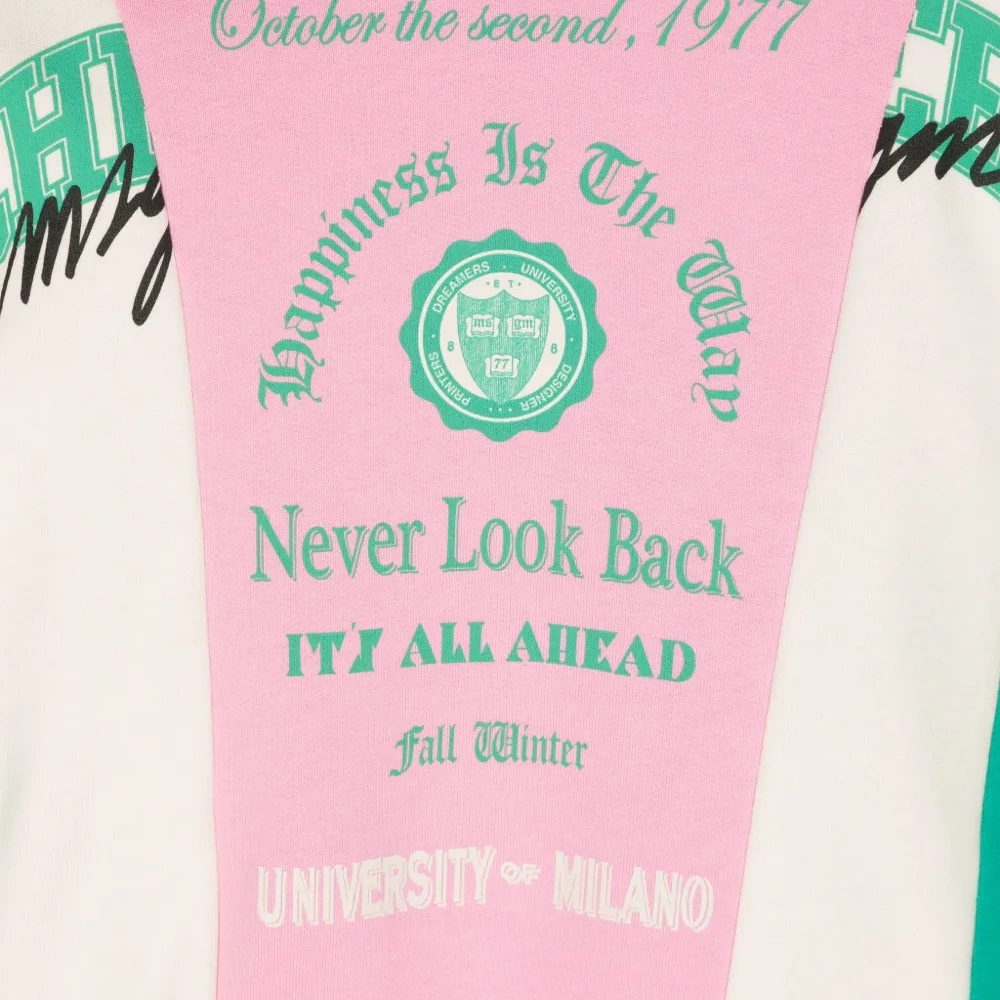 October the second, 1977
Happiness Is The Way
DREAMERS · UNIVERSITY
· E T ·
ms gm
8 8
77
PRINTERS · · · DESIGNER
Never Look Back
IT'S ALL AHEAD
Fall Winter
UNIVERSITY OF MILANO